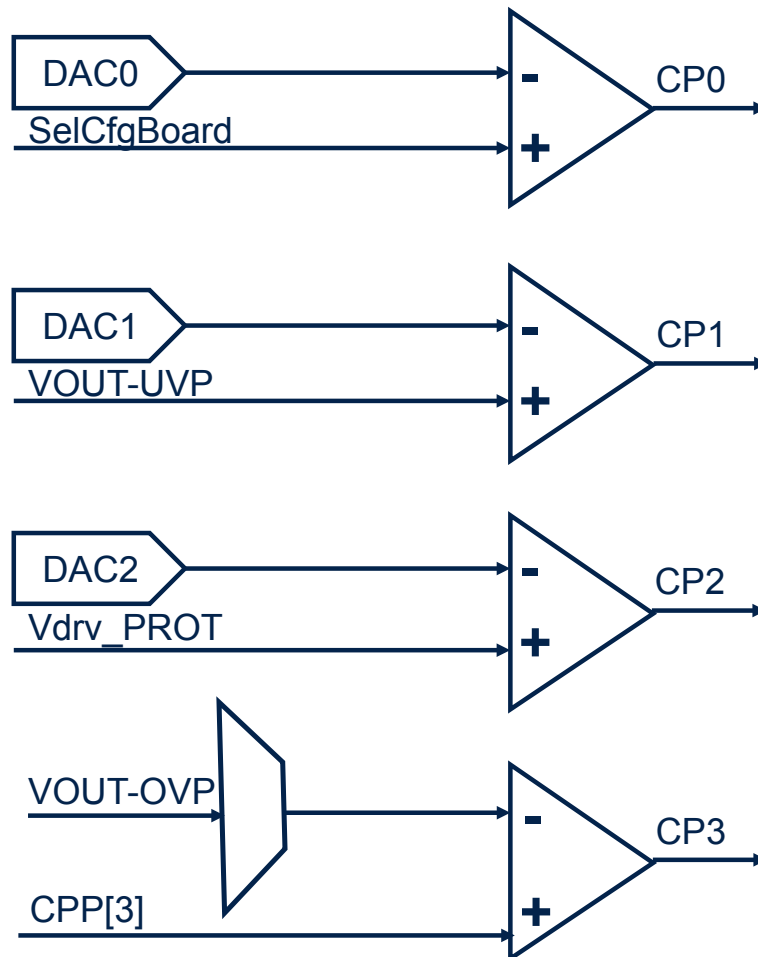 DAC0
-
CP0
SelCfgBoard
+
DAC1
-
CP1
VOUT-UVP
+
DAC2
-
CP2
Vdrv_PROT
+
VOUT-OVP
-
CP3
CPP[3]
+